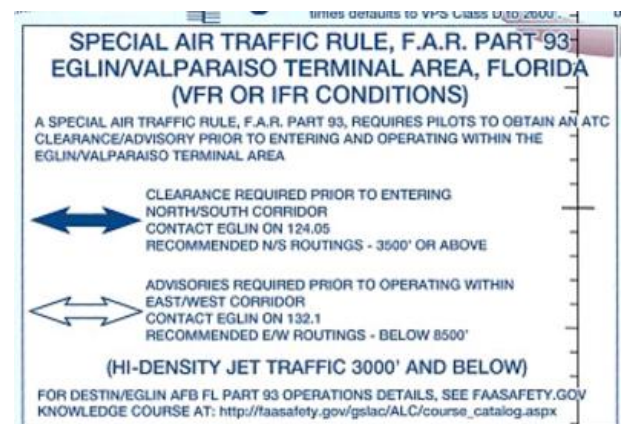 times defaults to VPS Class D to 2600'.
SPECIAL AIR TRAFFIC RULE, F.A.R. PART 93
EGLIN/VALPARAISO TERMINAL AREA, FLORIDA
(VFR OR IFR CONDITIONS)
A SPECIAL AIR TRAFFIC RULE, F.A.R. PART 93, REQUIRES PILOTS TO OBTAIN AN ATC
CLEARANCE/ADVISORY PRIOR TO ENTERING AND OPERATING WITHIN THE
EGLIN/VALPARAISO TERMINAL AREA
CLEARANCE REQUIRED PRIOR TO ENTERING
NORTH/SOUTH CORRIDOR
CONTACT EGLIN ON 124.05
RECOMMENDED N/S ROUTINGS - 3500' OR ABOVE
ADVISORIES REQUIRED PRIOR TO OPERATING WITHIN
EAST/WEST CORRIDOR
CONTACT EGLIN ON 132.1
RECOMMENDED E/W ROUTINGS - BELOW 8500'
(HI-DENSITY JET TRAFFIC 3000' AND BELOW)
FOR DESTIN/EGLIN AFB FL PART 93 OPERATIONS DETAILS, SEE FAASAFETY.GOV
KNOWLEDGE COURSE AT: http://faasafety.gov/gslac/ALC/course_catalog.aspx